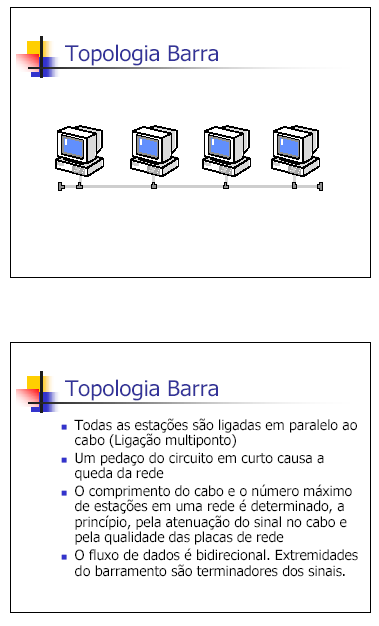 Topologia Barra
Topologia Barra
Todas as estações são ligadas em paralelo ao
cabo (Ligação multiponto)
Um pedaço do circuito em curto causa a
queda da rede
O comprimento do cabo e o número máximo
de estações em uma rede é determinado, a
princípio, pela atenuação do sinal no cabo e
pela qualidade das placas de rede
O fluxo de dados é bidirecional. Extremidades
do barramento são terminadores dos sinais.